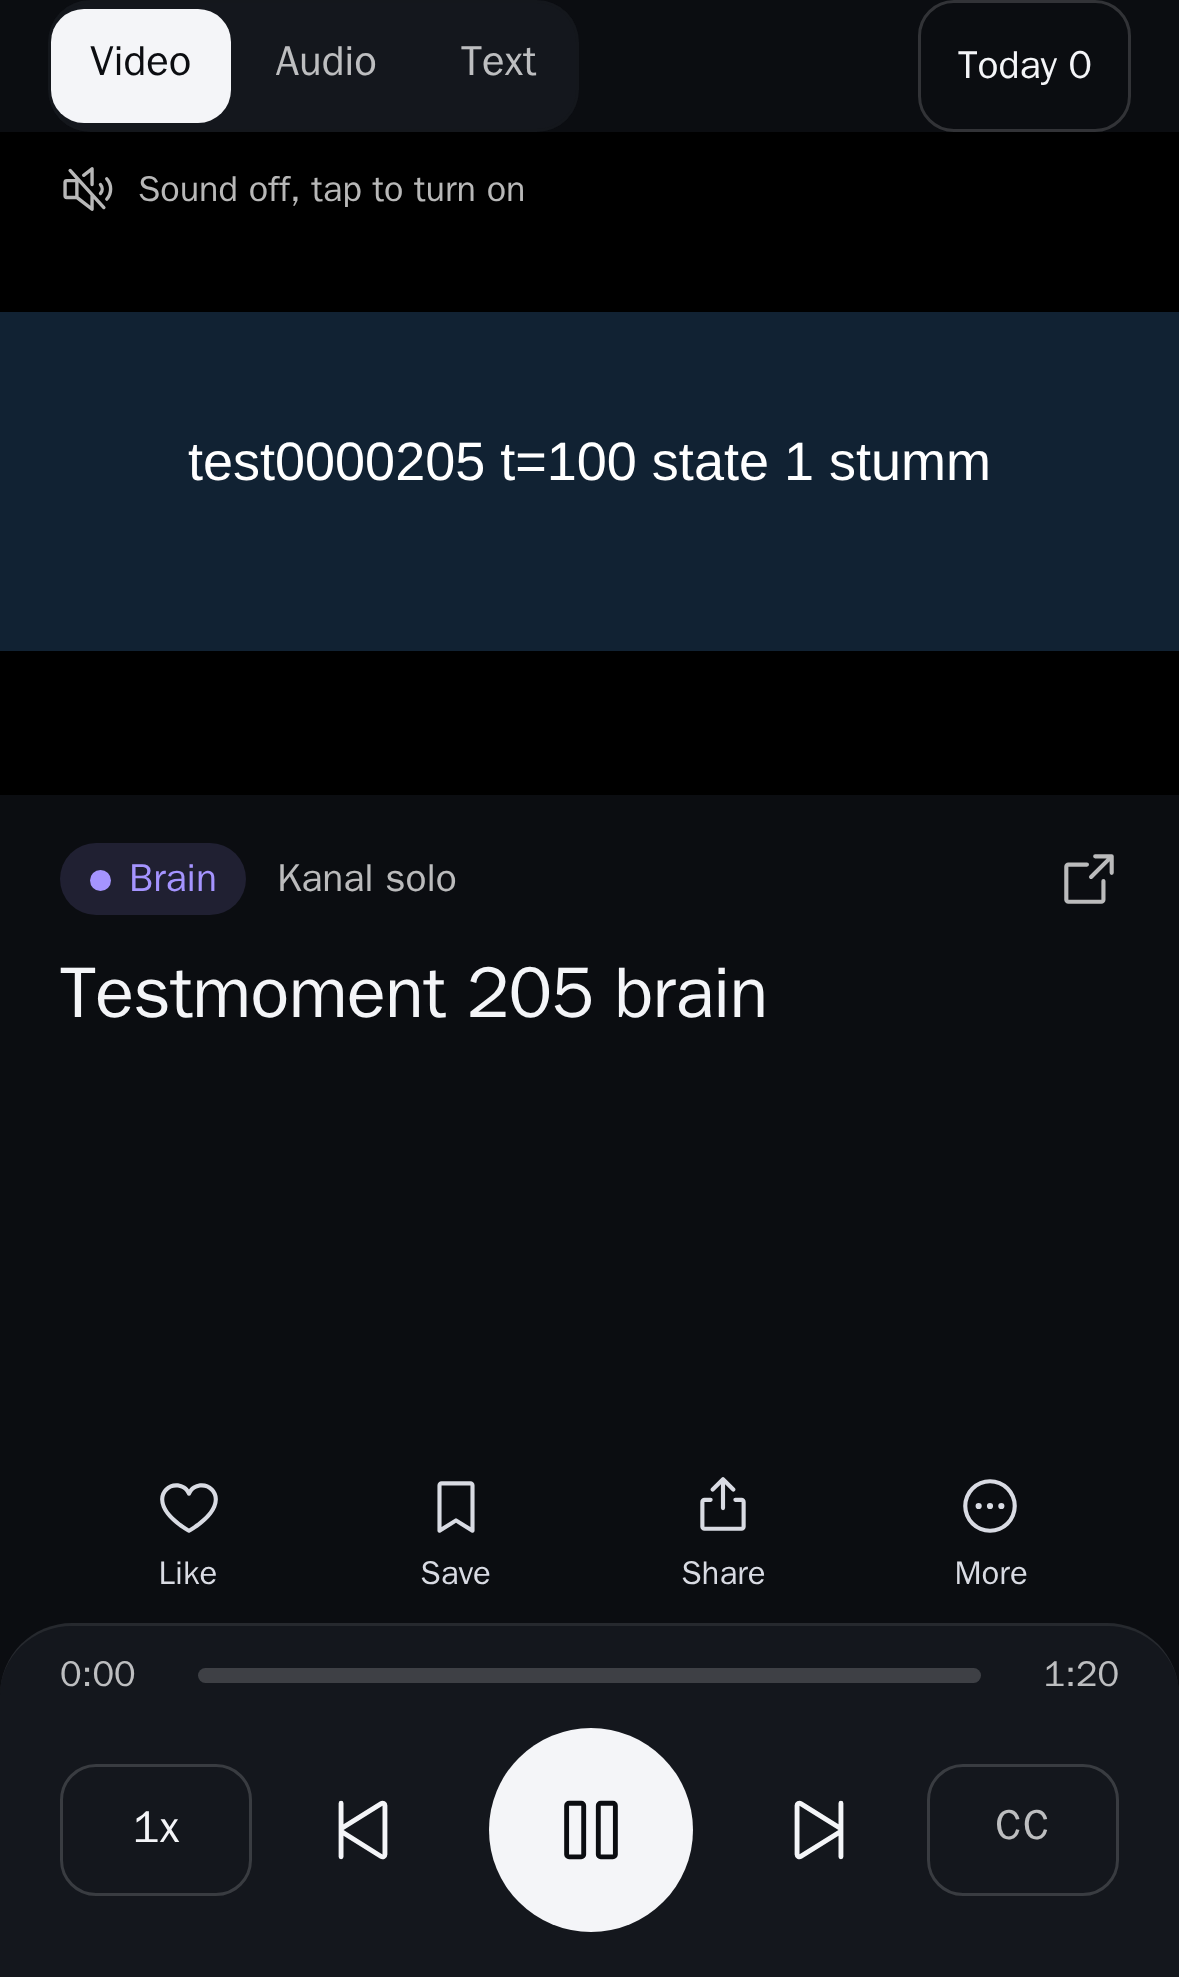 Video Audio Text Today 0
Sound off, tap to turn on
test0000205 t=100 state 1 stumm
Brain Kanal solo
Testmoment 205 brain
Like Save Share More
0:00 1:20
1x CC